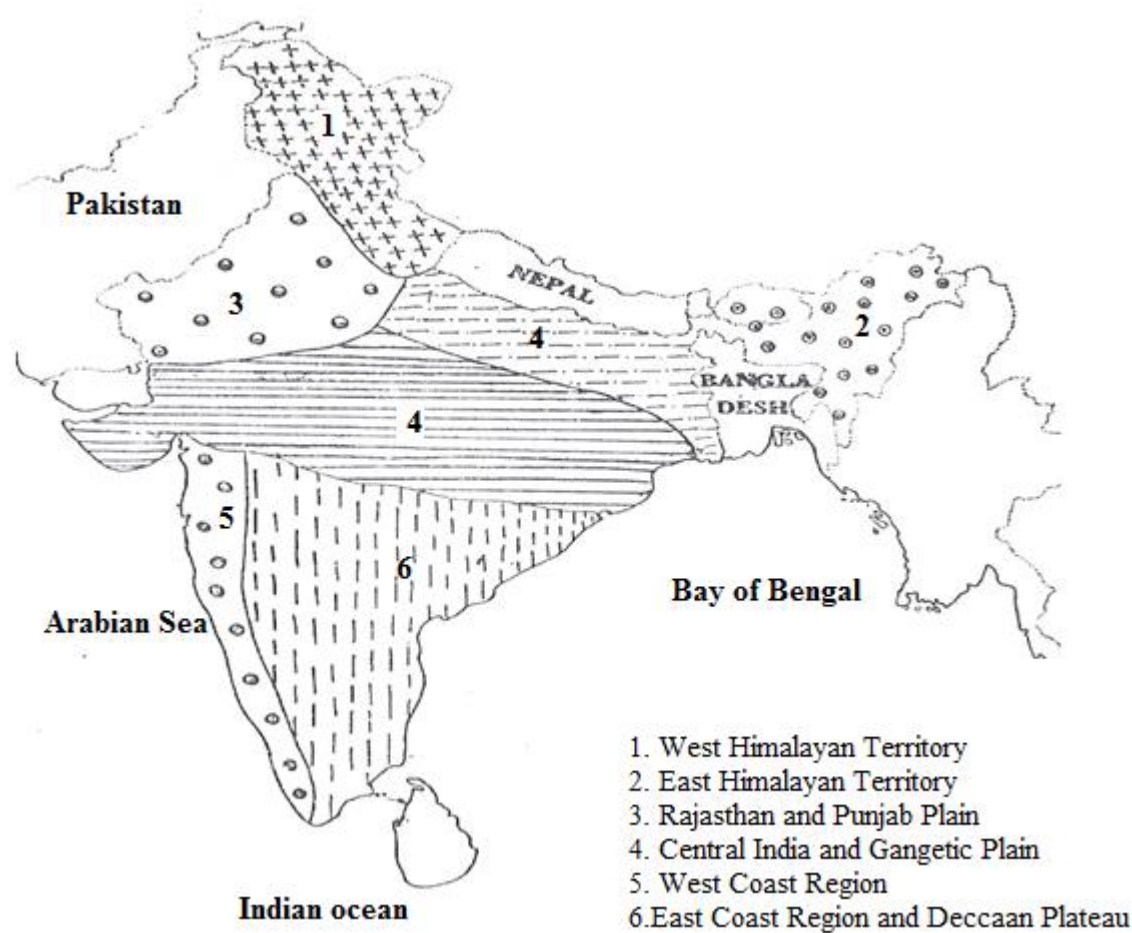 1
Pakistan
NEPAL
3
2
4
BANGLA
DESH
4
5
6
Bay of Bengal
Arabian Sea
1. West Himalayan Territory
2. East Himalayan Territory
3. Rajasthan and Punjab Plain
4. Central India and Gangetic Plain
5. West Coast Region
6.East Coast Region and Deccaan Plateau
Indian ocean